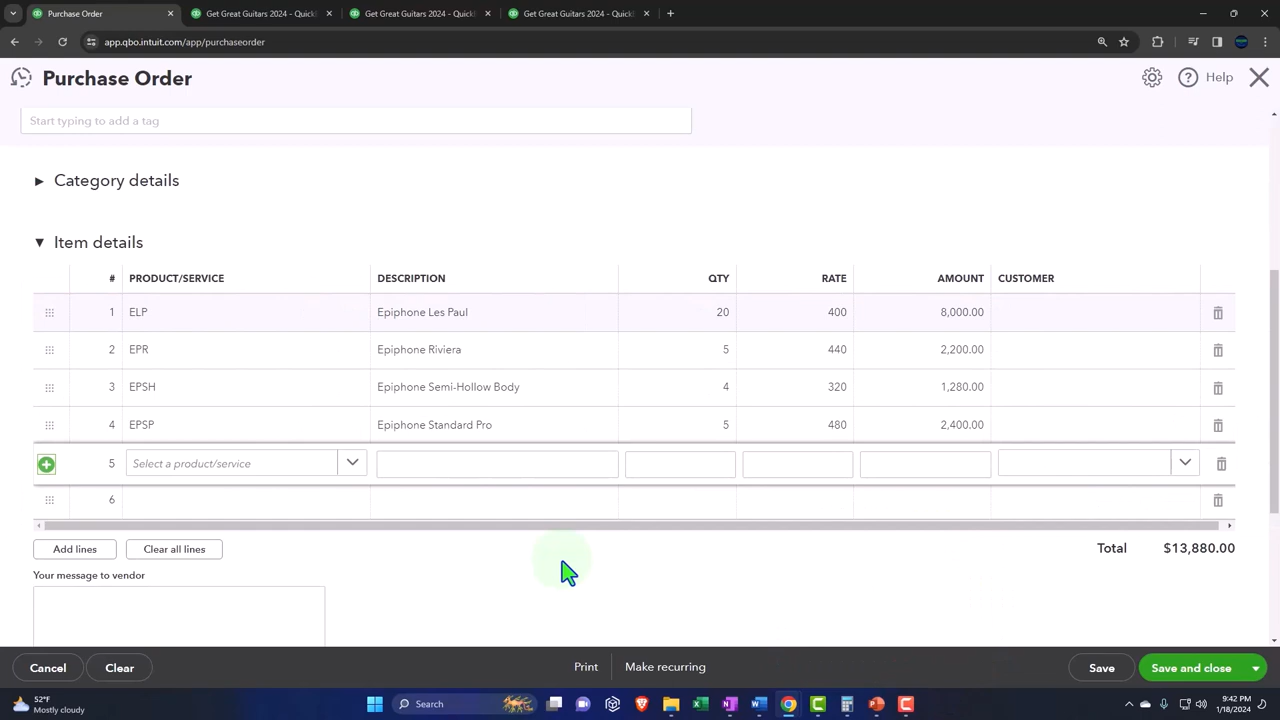 Purchase Order
Get Great Guitars 2024 - Quick
Get Great Guitars 2024 - Quick
Get Great Guitars 2024 - Quick
app.qbo.intuit.com/app/purchaseorder
Purchase Order
Help
Start typing to add a tag
Category details
Item details
# PRODUCT/SERVICE DESCRIPTION QTY RATE AMOUNT CUSTOMER
1 ELP Epiphone Les Paul 20 400 8,000.00
2 EPR Epiphone Riviera 5 440 2,200.00
3 EPSH Epiphone Semi-Hollow Body 4 320 1,280.00
4 EPSP Epiphone Standard Pro 5 480 2,400.00
5 Select a product/service
6
Add lines Clear all lines Total $13,880.00
Your message to vendor
Cancel Clear Print Make recurring Save Save and close
52°F
Mostly cloudy
Search
9:42 PM
1/18/2024